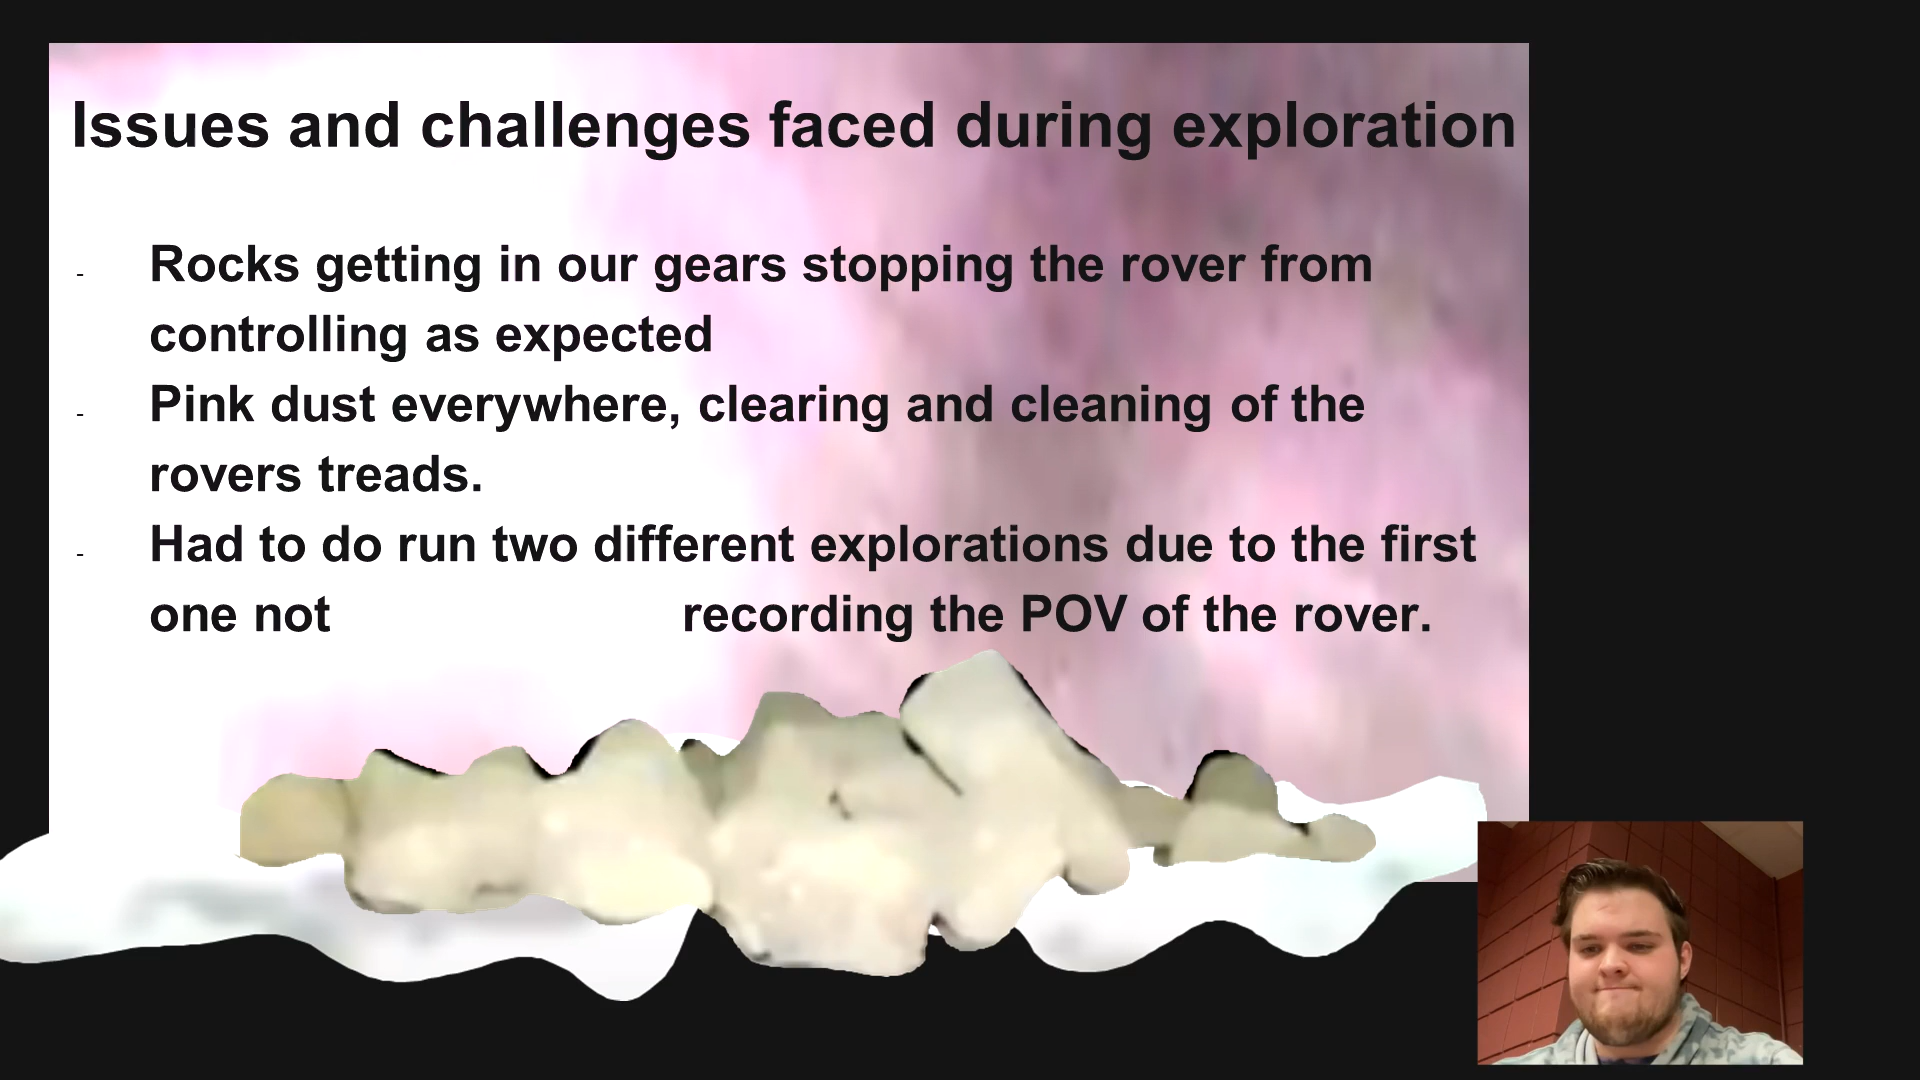 Issues and challenges faced during exploration
- Rocks getting in our gears stopping the rover from
controlling as expected
- Pink dust everywhere, clearing and cleaning of the
rovers treads.
- Had to do run two different explorations due to the first
one not recording the POV of the rover.